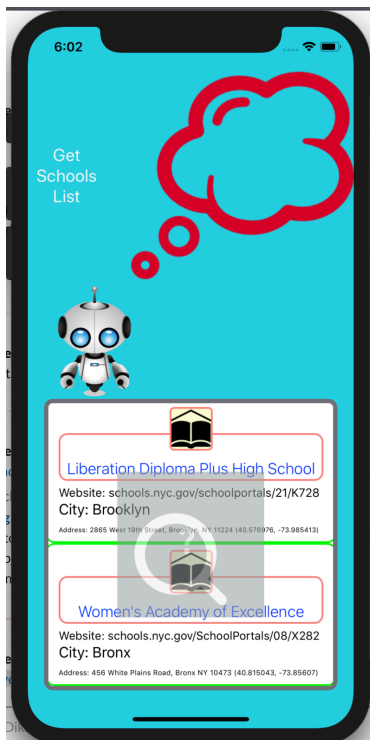 6:02
Get
Schools
List
Liberation Diploma Plus High School
Website: schools.nyc.gov/schoolportals/21/K728
City: Brooklyn
Address: 2865 West 19th Street, Brooklyn, NY 11224 (40.576976, -73.985413)
Women's Academy of Excellence
Website: schools.nyc.gov/SchoolPortals/08/X282
City: Bronx
Address: 456 White Plains Road, Bronx NY 10473 (40.815043, -73.85607)